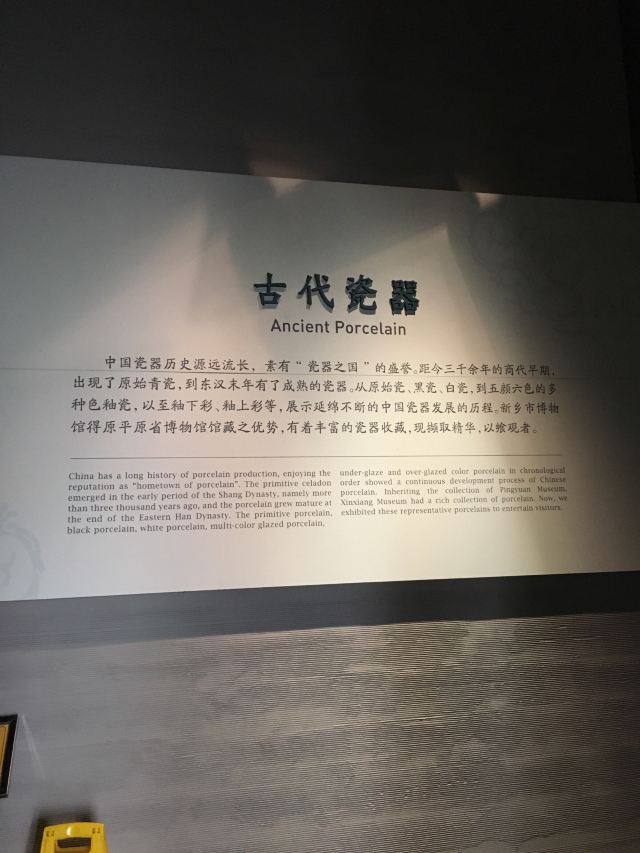 古代瓷器
Ancient Porcelain
中国瓷器历史源远流长，素有“瓷器之国”的盛誉。距今三千余年的商代早期，
出现了原始青瓷，到东汉末年有了成熟的瓷器。从原始瓷、黑瓷、白瓷，到五颜六色的多
种色釉瓷，以至釉下彩、釉上彩等，展示延绵不断的中国瓷器发展的历程。新乡市博物
馆得原平原省博物馆馆藏之优势，有着丰富的瓷器收藏，现撷取精华，以飨观者。
China has a long history of porcelain production, enjoying the
reputation as “hometown of porcelain”. The primitive celadon
emerged in the early period of the Shang Dynasty, namely more
than three thousand years ago, and the porcelain grew mature at
the end of the Eastern Han Dynasty. The primitive porcelain,
black porcelain, white porcelain, multi-color glazed porcelain,
under-glaze and over-glazed color porcelain in chronological
order showed a continuous development process of Chinese
porcelain. Inheriting the collection of Pingyuan Museum,
Xinxiang Museum had a rich collection of porcelain. Now, we
exhibited these representative porcelains to entertain visitors.